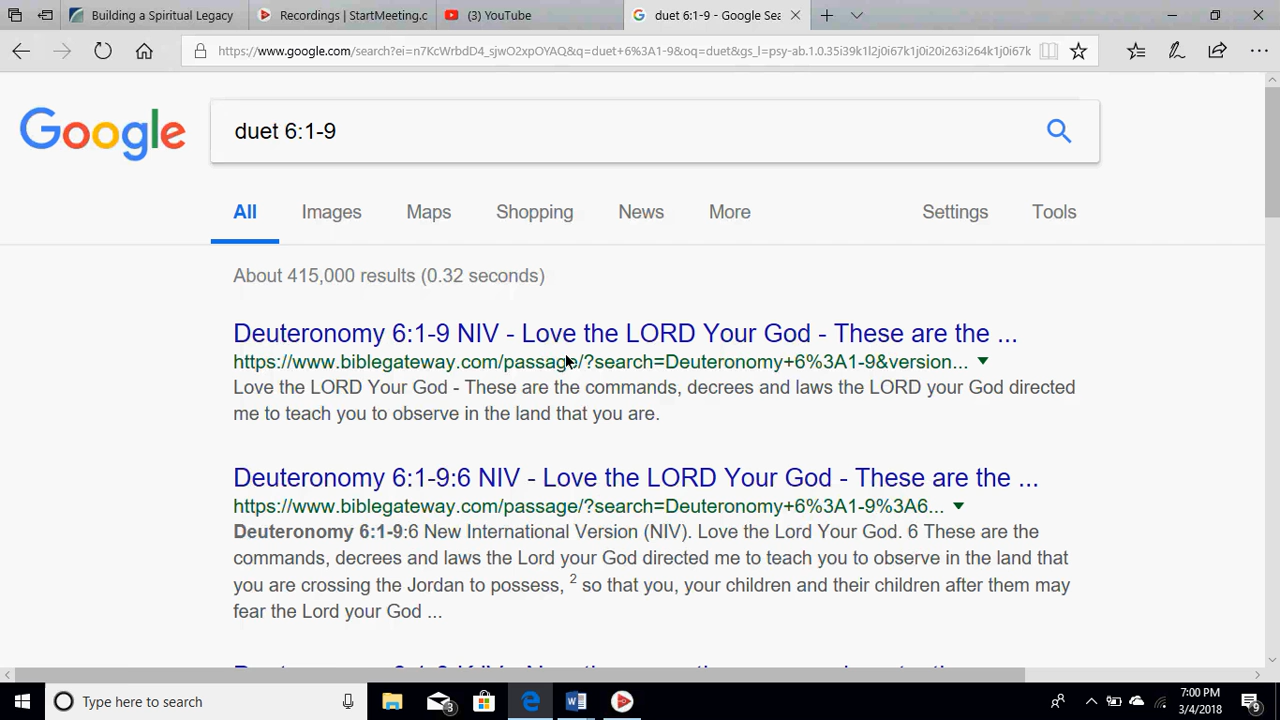 Building a Spiritual Legacy
Recordings | StartMeeting.c
(3) YouTube
duet 6:1-9 - Google Sea
https://www.google.com/search?ei=n7KcWrbdD4_sjwO2xpOYAQ&q=duet+6%3A1-9&oq=duet&gs_l=psy-ab.1.0.35i39k1l2j0i67k1j0i20i263i264k1j0i67k
Google
duet 6:1-9
All Images Maps Shopping News More Settings Tools
About 415,000 results (0.32 seconds)
Deuteronomy 6:1-9 NIV - Love the LORD Your God - These are the ...
https://www.biblegateway.com/passage/?search=Deuteronomy+6%3A1-9&version...
Love the LORD Your God - These are the commands, decrees and laws the LORD your God directed
me to teach you to observe in the land that you are.
Deuteronomy 6:1-9:6 NIV - Love the LORD Your God - These are the ...
https://www.biblegateway.com/passage/?search=Deuteronomy+6%3A1-9%3A6...
Deuteronomy 6:1-9:6 New International Version (NIV). Love the Lord Your God. 6 These are the
commands, decrees and laws the Lord your God directed me to teach you to observe in the land that
you are crossing the Jordan to possess, 2 so that you, your children and their children after them may
fear the Lord your God ...
Type here to search
3
W
7:00 PM
3/4/2018
9